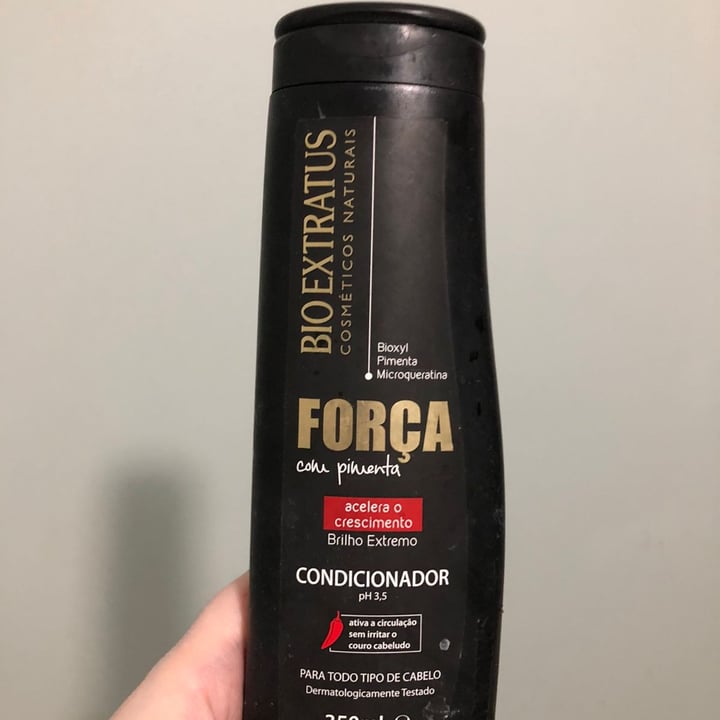 BIO EXTRATUS
COSMÉTICOS NATURAIS
Bioxyl
Pimenta
Microqueratina
FORÇA
com pimenta
acelera o
crescimento
Brilho Extremo
CONDICIONADOR
pH 3,5
ativa a circulação
sem irritar o
couro cabeludo
PARA TODO TIPO DE CABELO
Dermatologicamente Testado
350ml